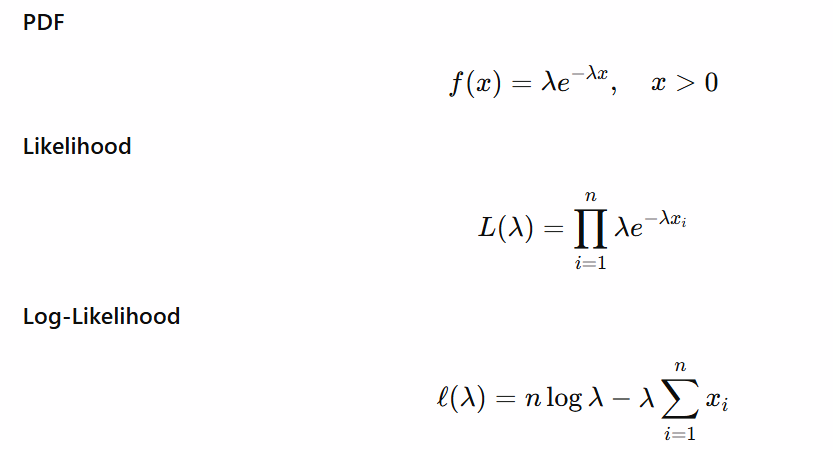 PDF
f(x) = λe^{−λx},  x > 0
Likelihood
L(λ) = ∏_{i=1}^{n} λe^{−λx_i}
Log-Likelihood
ℓ(λ) = n log λ − λ ∑_{i=1}^{n} x_i